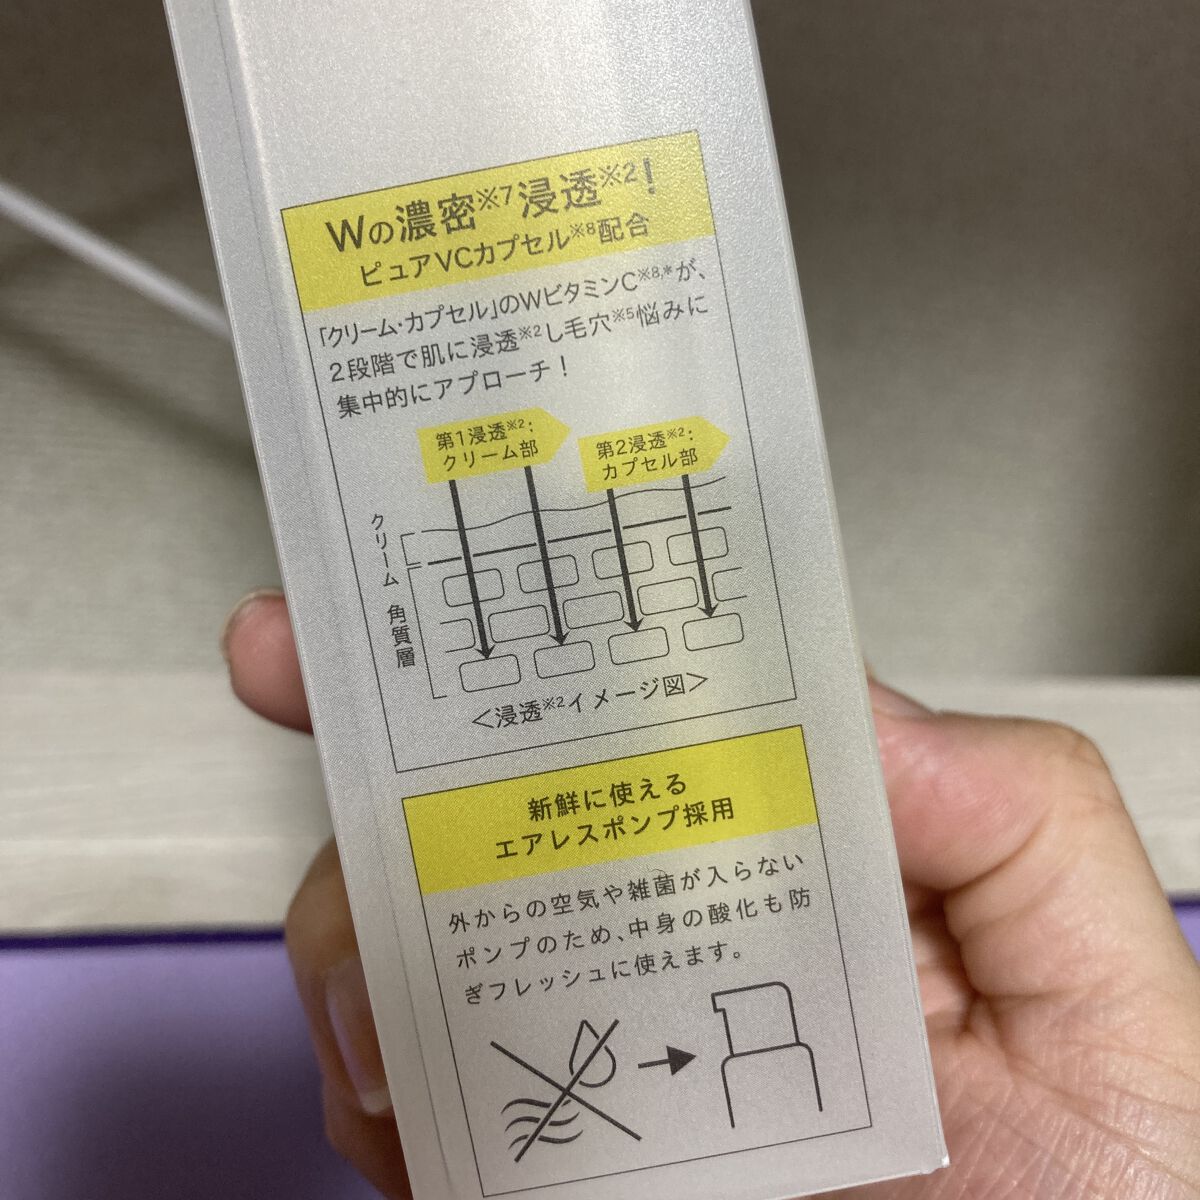 Wの濃密※7浸透※2!
ピュアVCカプセル※8配合
「クリーム・カプセル」のWビタミンC※8,*が、
2段階で肌に浸透※2し毛穴※5悩みに
集中的にアプローチ!
第1浸透※2:
クリーム部
第2浸透※2:
カプセル部
クリーム
角質層
<浸透※2イメージ図>
新鮮に使える
エアレスポンプ採用
外からの空気や雑菌が入らない
ポンプのため、中身の酸化も防
ぎフレッシュに使えます。